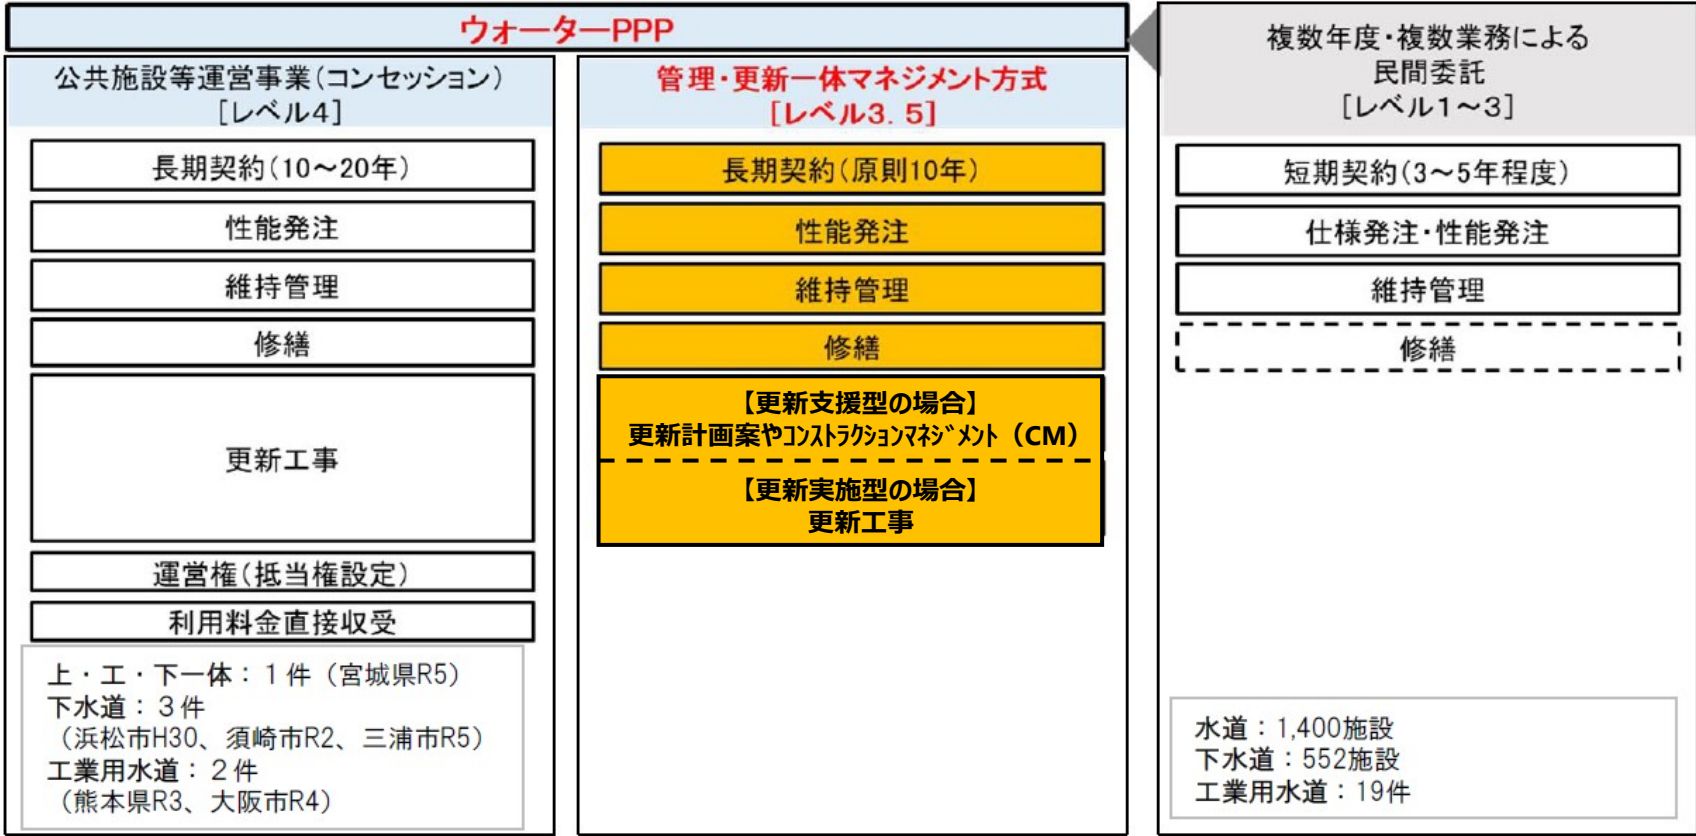 ウォーターPPP
公共施設等運営事業(コンセッション)
[レベル4]
長期契約(10～20年)
性能発注
維持管理
修繕
更新工事
運営権(抵当権設定)
利用料金直接収受
上・工・下一体：１件（宮城県R5）
下水道：３件
（浜松市H30、須崎市R2、三浦市R5）
工業用水道：２件
（熊本県R3、大阪市R4）
管理・更新一体マネジメント方式
[レベル3．5]
長期契約(原則10年)
性能発注
維持管理
修繕
【更新支援型の場合】
更新計画案やｺﾝｽﾄﾗｸｼｮﾝﾏﾈｼﾞﾒﾝﾄ（CM）
【更新実施型の場合】
更新工事
複数年度・複数業務による
民間委託
[レベル１～３]
短期契約(3～5年程度)
仕様発注・性能発注
維持管理
修繕
水道：1,400施設
下水道：552施設
工業用水道：19件